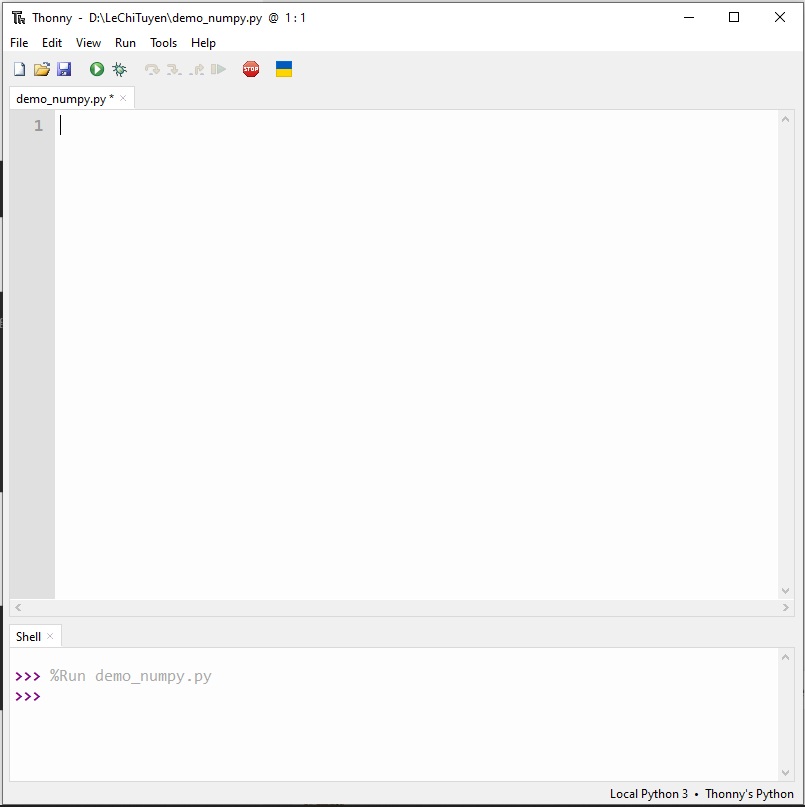 Thonny - D:\LeChiTuyen\demo_numpy.py @ 1 : 1
File Edit View Run Tools Help
STOP
demo_numpy.py *
1
Shell
>>> %Run demo_numpy.py
>>>
Local Python 3 • Thonny's Python